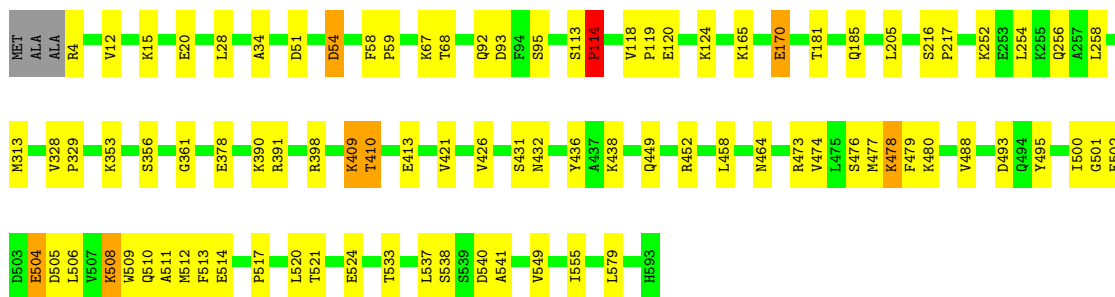 MET ALA ALA R4 V12 K15 E20 L28 A34 D51 D54 F58 P59 K67 T68 Q92 D93 F94 S95 S113 P114 V118 P119 E120 K124 K165 E170 T181 Q185 L205 S216 P217 K252 E253 L254 K255 Q256 A257 L258
M313 V328 P329 K353 S356 G361 E378 K390 R391 R398 K409 T410 E413 V421 V426 S431 N432 Y436 A437 K438 Q449 R452 L458 N464 R473 V474 L475 S476 M477 K478 F479 K480 V488 D493 Q494 Y495 I500 G501
D503 E504 D505 L506 V507 K508 W509 Q510 A511 M512 F513 E514 P517 L520 T521 E524 T533 L537 S538 S539 D540 A541 V549 I555 L579 H593